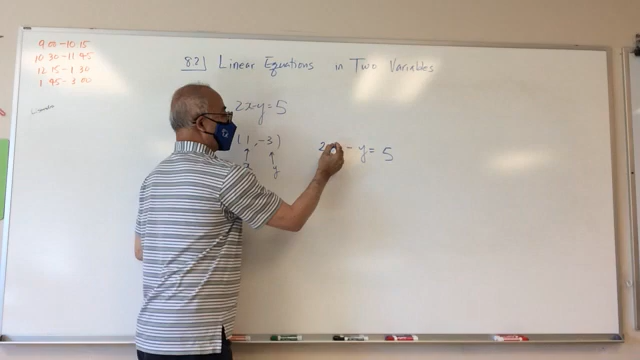 9:00-10:15
10:30-11:45
12:15-1:30
1:45-3:00
8.2] Linear Equations in Two Variables
2x-y=5
(1,-3)
2 - y = 5
y